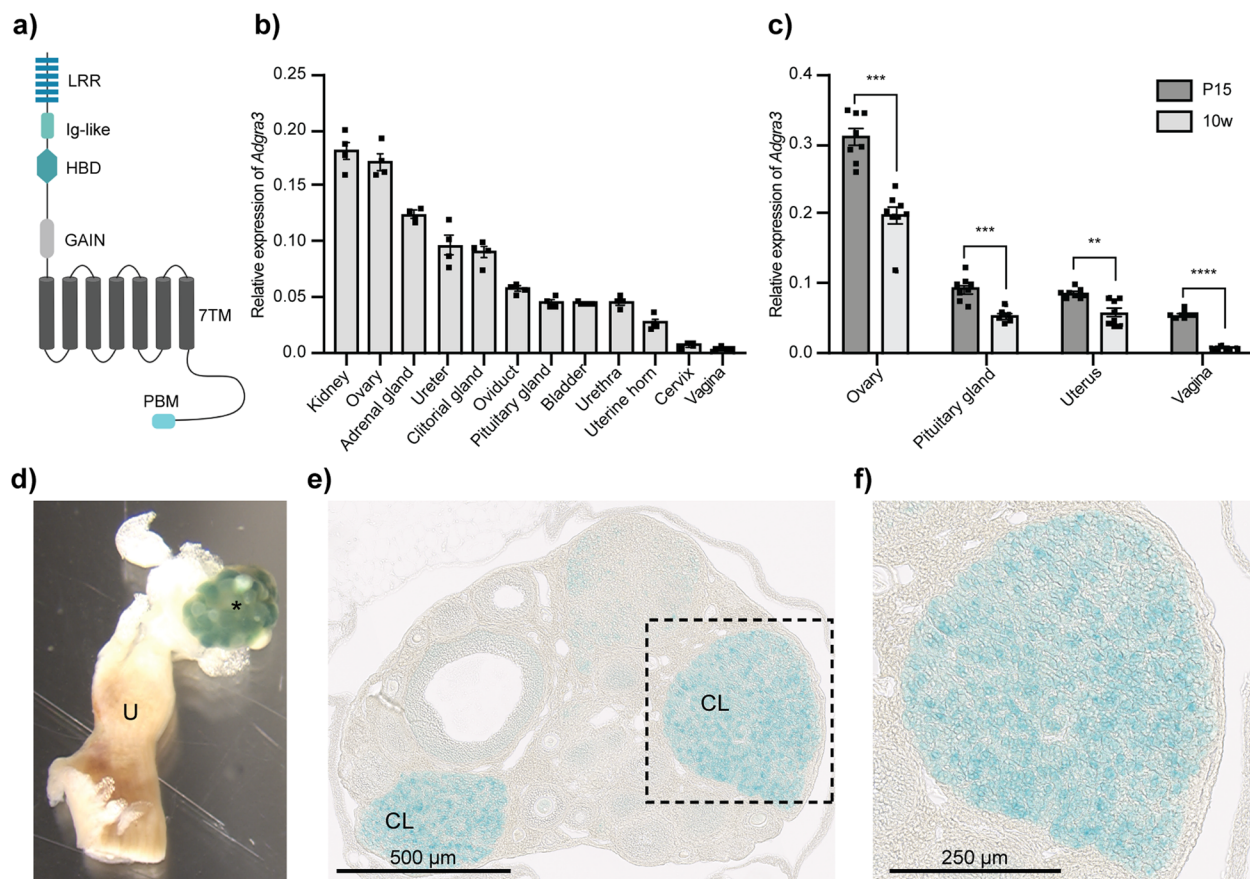 a)
LRR
Ig-like
HBD
GAIN
7TM
PBM
b)
Relative expression of Adgra3
0.25
0.20
0.15
0.10
0.05
0.0
Kidney
Ovary
Adrenal gland
Ureter
Clitorial gland
Oviduct
Pituitary gland
Bladder
Urethra
Uterine horn
Cervix
Vagina
c)
Relative expression of Adgra3
0.4
0.3
0.2
0.1
0.0
***
***
**
****
P15
10w
Ovary
Pituitary gland
Uterus
Vagina
d)
*
U
e)
CL
CL
500 µm
f)
250 µm